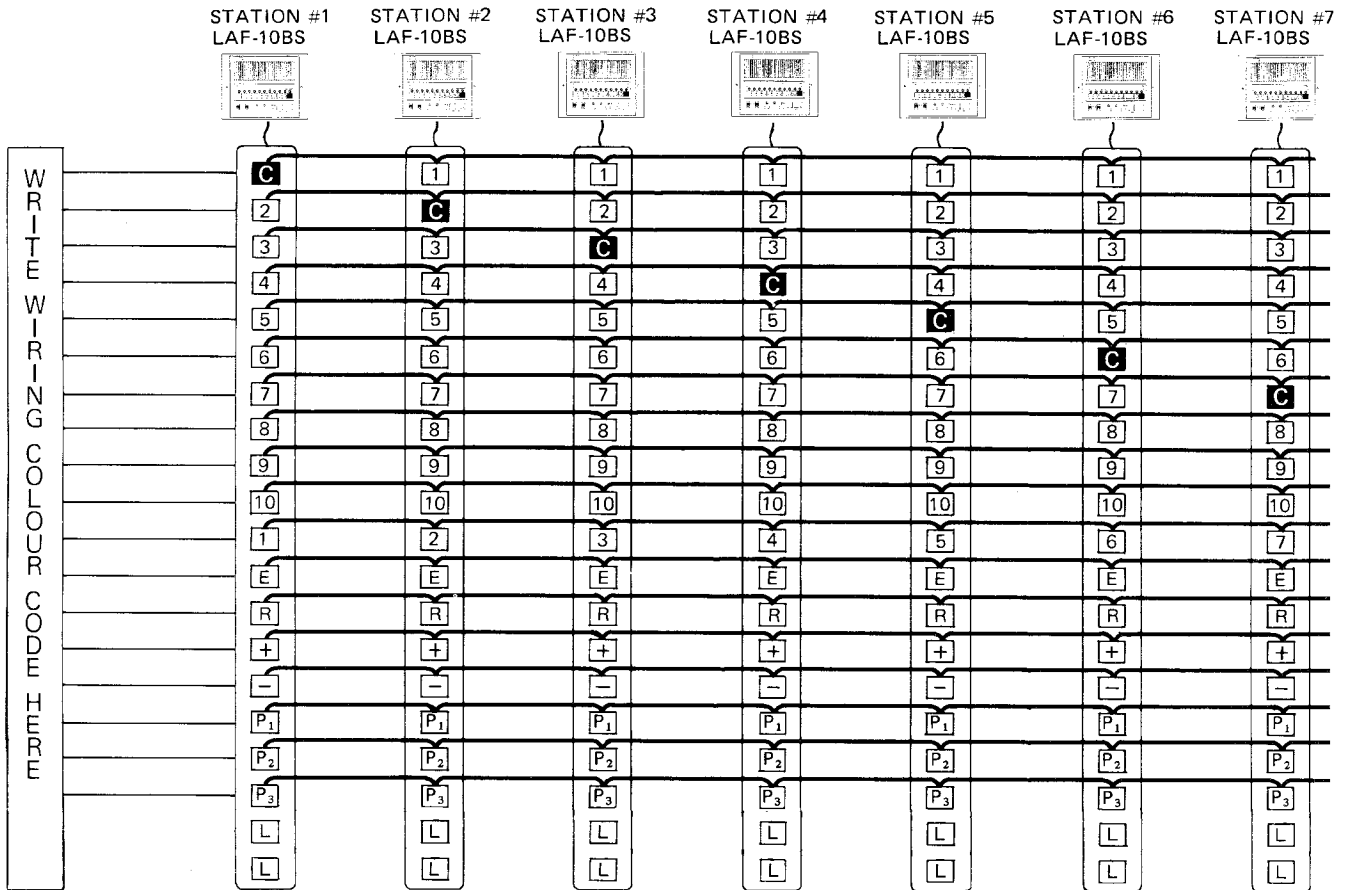 STATION #1 STATION #2 STATION #3 STATION #4 STATION #5 STATION #6 STATION #7
LAF-10BS LAF-10BS LAF-10BS LAF-10BS LAF-10BS LAF-10BS LAF-10BS
WRITE WIRING COLOUR CODE HERE
C 1 1 1 1 1 1
2 C 2 2 2 2 2
3 3 C 3 3 3 3
4 4 4 C 4 4 4
5 5 5 5 C 5 5
6 6 6 6 6 C 6
7 7 7 7 7 7 C
8 8 8 8 8 8 8
9 9 9 9 9 9 9
10 10 10 10 10 10 10
1 2 3 4 5 6 7
E E E E E E E
R R R R R R R
+ + + + + + +
− − − − − − −
P₁ P₁ P₁ P₁ P₁ P₁ P₁
P₂ P₂ P₂ P₂ P₂ P₂ P₂
P₃ P₃ P₃ P₃ P₃ P₃ P₃
L L L L L L L
L L L L L L L